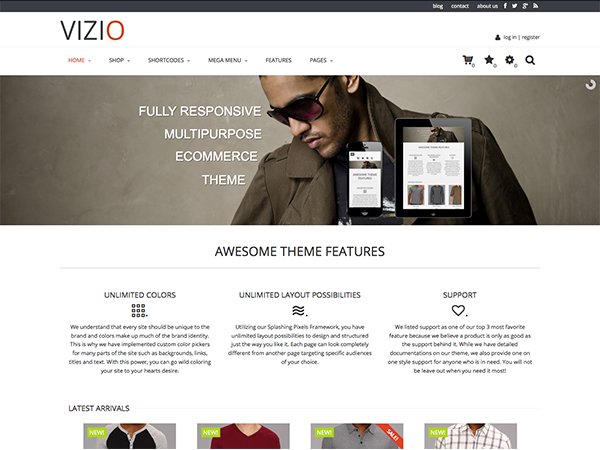 blog contact about us
VIZIO
log in | register
HOME SHOP SHORTCODES MEGA MENU FEATURES PAGES
0 0 0
FULLY RESPONSIVE
MULTIPURPOSE
ECOMMERCE
THEME
AWESOME THEME
FEATURES
AWESOME THEME FEATURES
AWESOME THEME FEATURES
UNLIMITED COLORS
We understand that every site should be unique to the
brand and colors make up much of the brand identity.
This is why we have implemented custom color pickers
for many parts of the site such as backgrounds, links,
titles and text. With this power, you can go wild coloring
your site to your hearts desire.
UNLIMITED LAYOUT POSSIBILITIES
Utilizing our Splashing Pixels Framework, you have
unlimited layout possibilities to design and structured
just the way you like it. Each page can look completely
different from another page targeting specific audiences
of your choice.
SUPPORT
We listed support as one of our top 3 most favorite
feature because we believe a product is only as good as
the support behind it. While we have detailed
documentations on our theme, we also provide one on
one style support for anyone who is in need. You will not
be leave out when you need it most!
LATEST ARRIVALS
NEW!
NEW!
NEW!
SALE!
NEW!